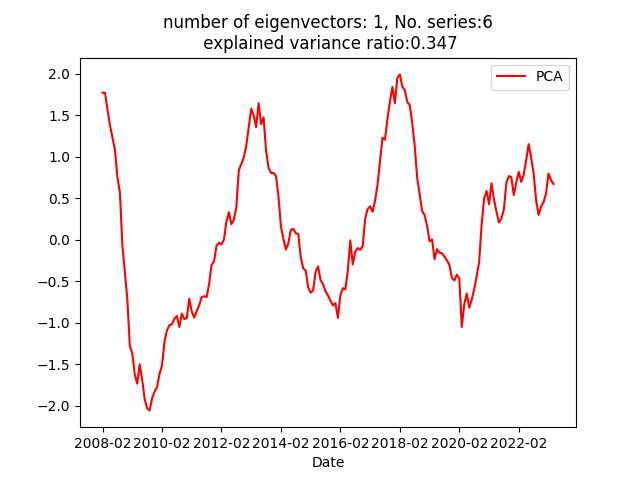 number of eigenvectors: 1, No. series:6
explained variance ratio:0.347
PCA
2.0
1.5
1.0
0.5
0.0
−0.5
−1.0
−1.5
−2.0
2008-02 2010-02 2012-02 2014-02 2016-02 2018-02 2020-02 2022-02
Date